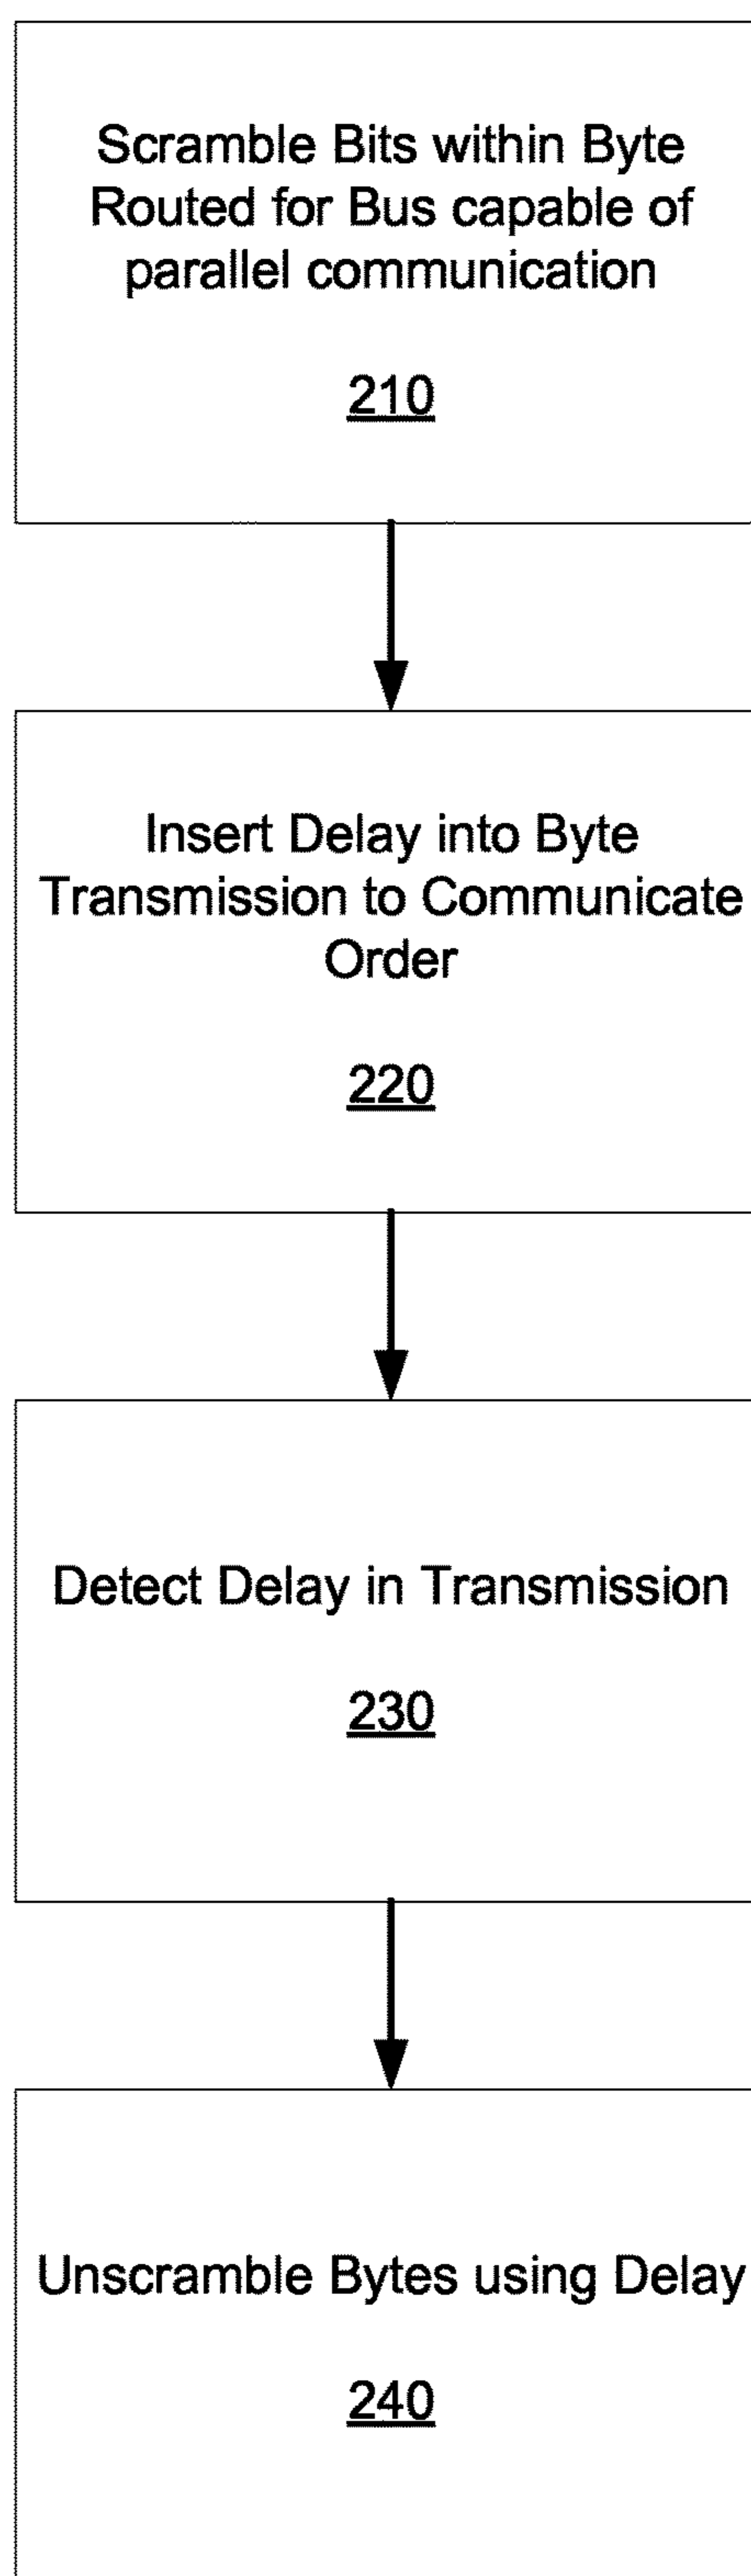 Scramble Bits within Byte
Routed for Bus capable of
parallel communication
210
Insert Delay into Byte
Transmission to Communicate
Order
220
Detect Delay in Transmission
230
Unscramble Bytes using Delay
240